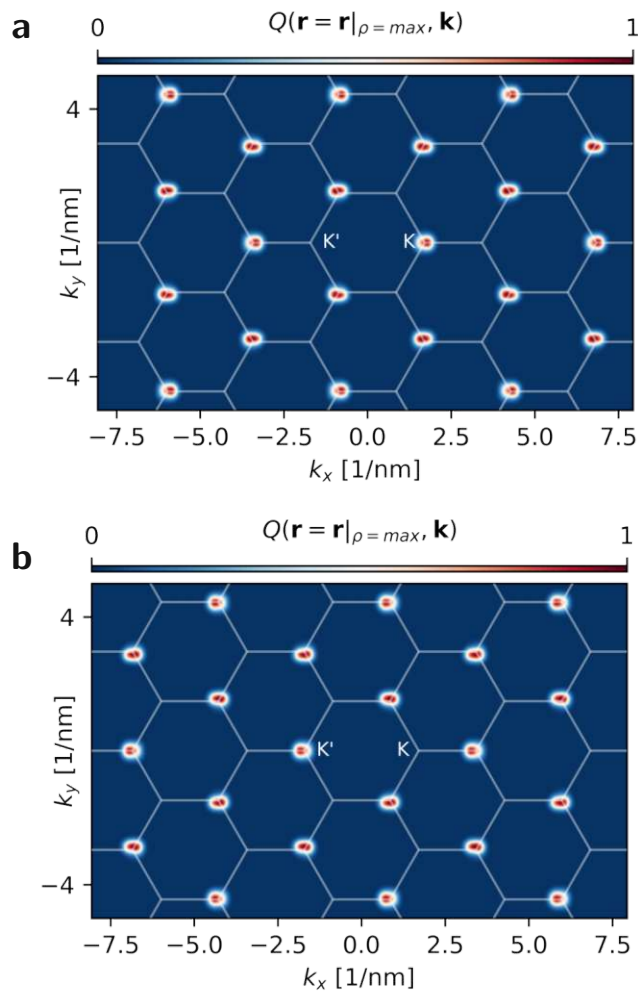 a
0 Q(r = r|ρ=max, k) 1
4
−4
k_y [1/nm]
K' K
−7.5 −5.0 −2.5 0.0 2.5 5.0 7.5
k_x [1/nm]
b
0 Q(r = r|ρ=max, k) 1
4
−4
k_y [1/nm]
K' K
−7.5 −5.0 −2.5 0.0 2.5 5.0 7.5
k_x [1/nm]